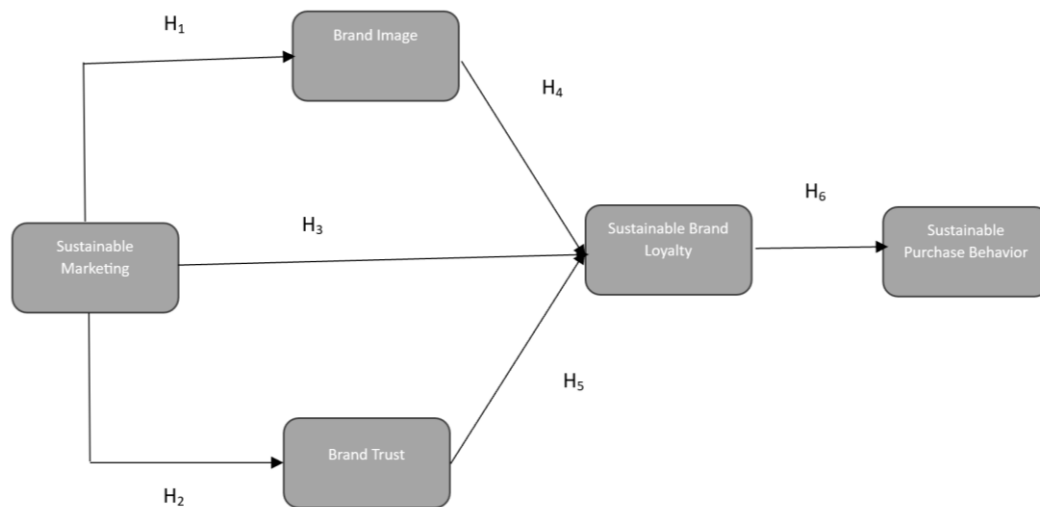 H₁
Brand Image
H₄
Sustainable
Marketing
H₃
Sustainable Brand
Loyalty
H₆
Sustainable
Purchase Behavior
H₅
Brand Trust
H₂